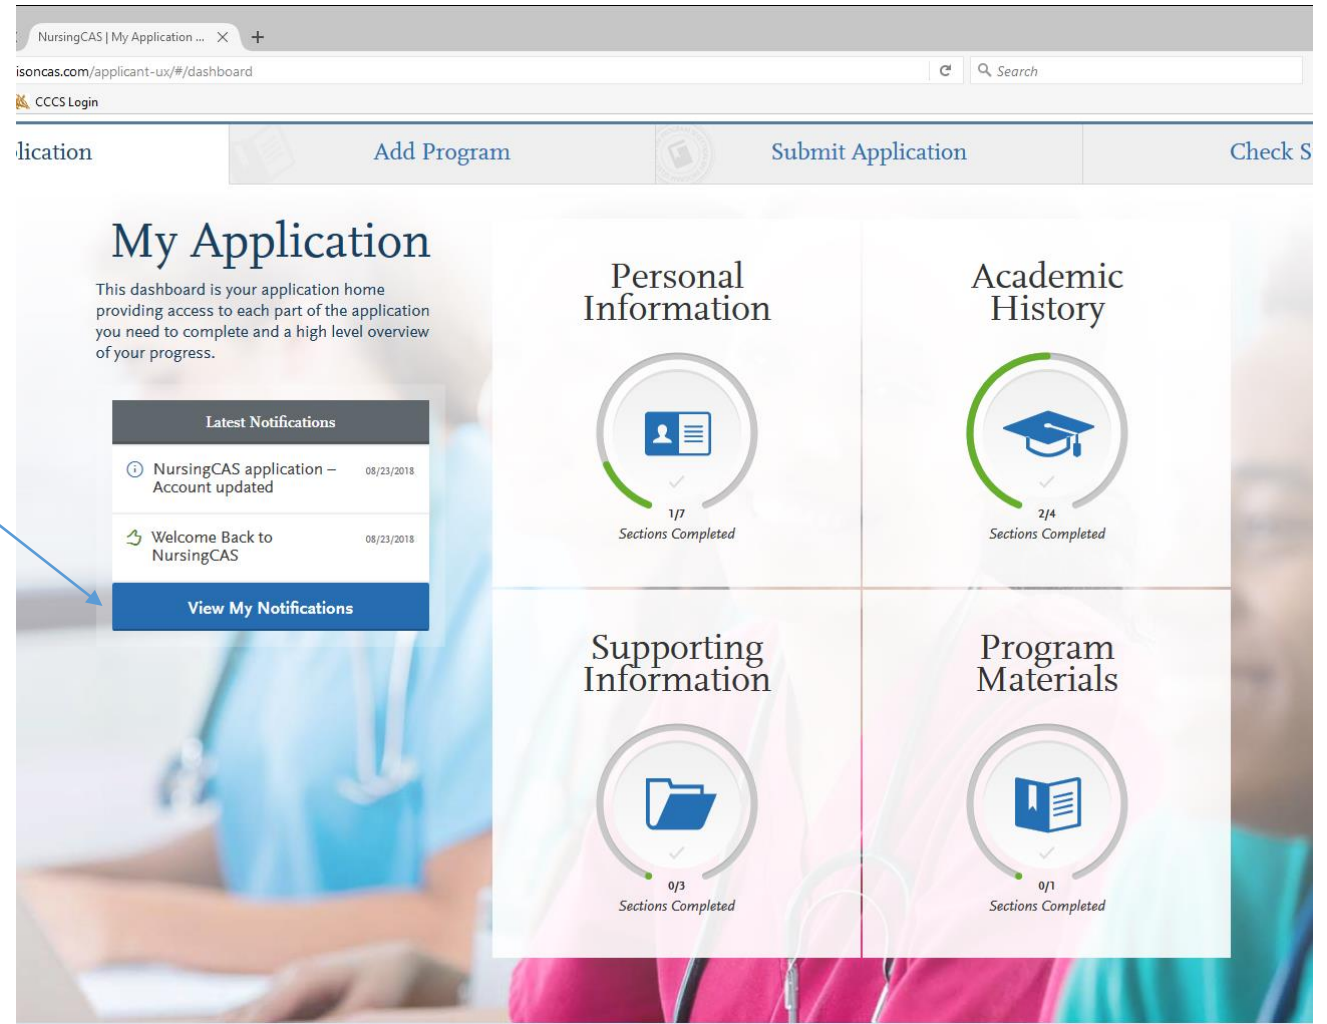 NursingCAS | My Application ...
isoncas.com/applicant-ux/#/dashboard
Search
CCCS Login
lication
Add Program
Submit Application
Check S
My Application
This dashboard is your application home
providing access to each part of the application
you need to complete and a high level overview
of your progress.
Latest Notifications
NursingCAS application – 08/23/2018
Account updated
Welcome Back to 08/23/2018
NursingCAS
View My Notifications
Personal
Information
1/7
Sections Completed
Academic
History
2/4
Sections Completed
Supporting
Information
0/3
Sections Completed
Program
Materials
0/1
Sections Completed